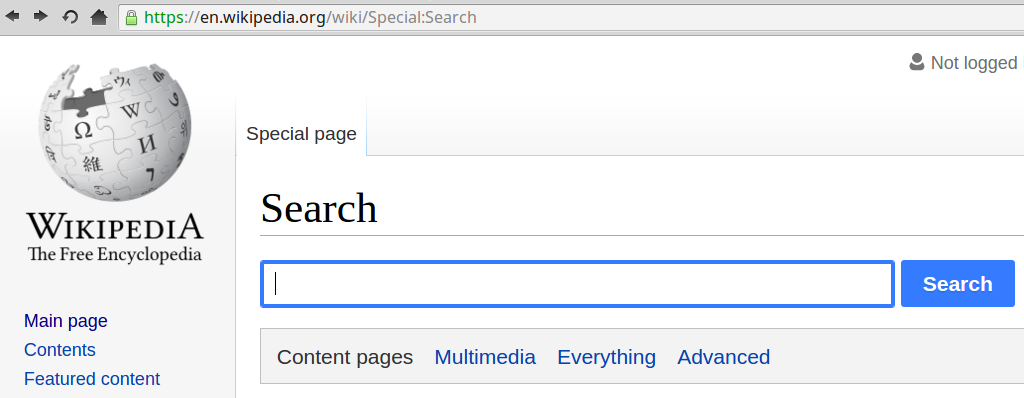 https://en.wikipedia.org/wiki/Special:Search
Not logged
Ω W И 維
WIKIPEDIA
The Free Encyclopedia
Special page
Search
Search
Content pages Multimedia Everything Advanced
Main page
Contents
Featured content